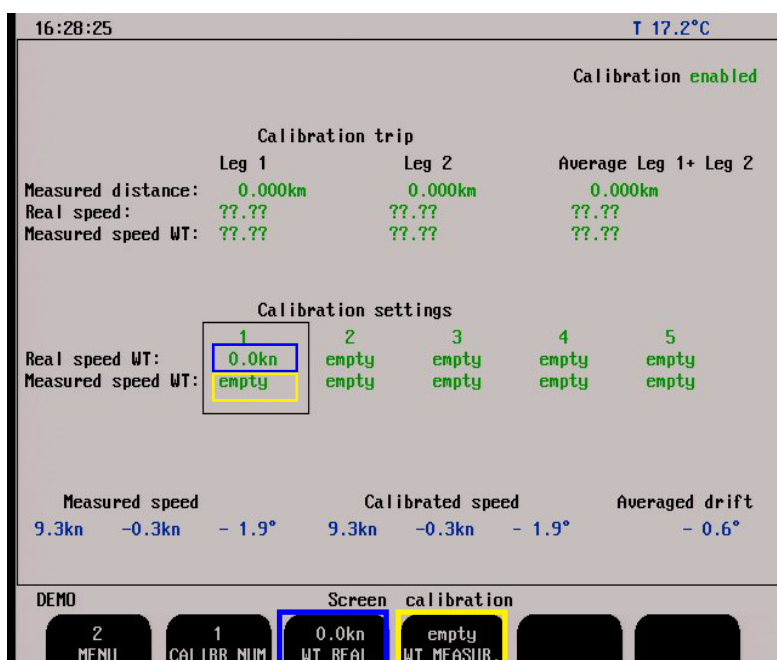 16:28:25 T 17.2°C
Calibration enabled
Calibration trip
Leg 1 Leg 2 Average Leg 1+ Leg 2
Measured distance: 0.000km 0.000km 0.000km
Real speed: ??.?? ??.?? ??.??
Measured speed WT: ??.?? ??.?? ??.??
Calibration settings
1 2 3 4 5
Real speed WT: 0.0kn empty empty empty empty
Measured speed WT: empty empty empty empty empty
Measured speed Calibrated speed Averaged drift
9.3kn -0.3kn - 1.9° 9.3kn -0.3kn - 1.9° - 0.6°
DEMO Screen calibration
2 1 0.0kn empty
MENU CALIBR NUM WT REAL WT MEASUR.